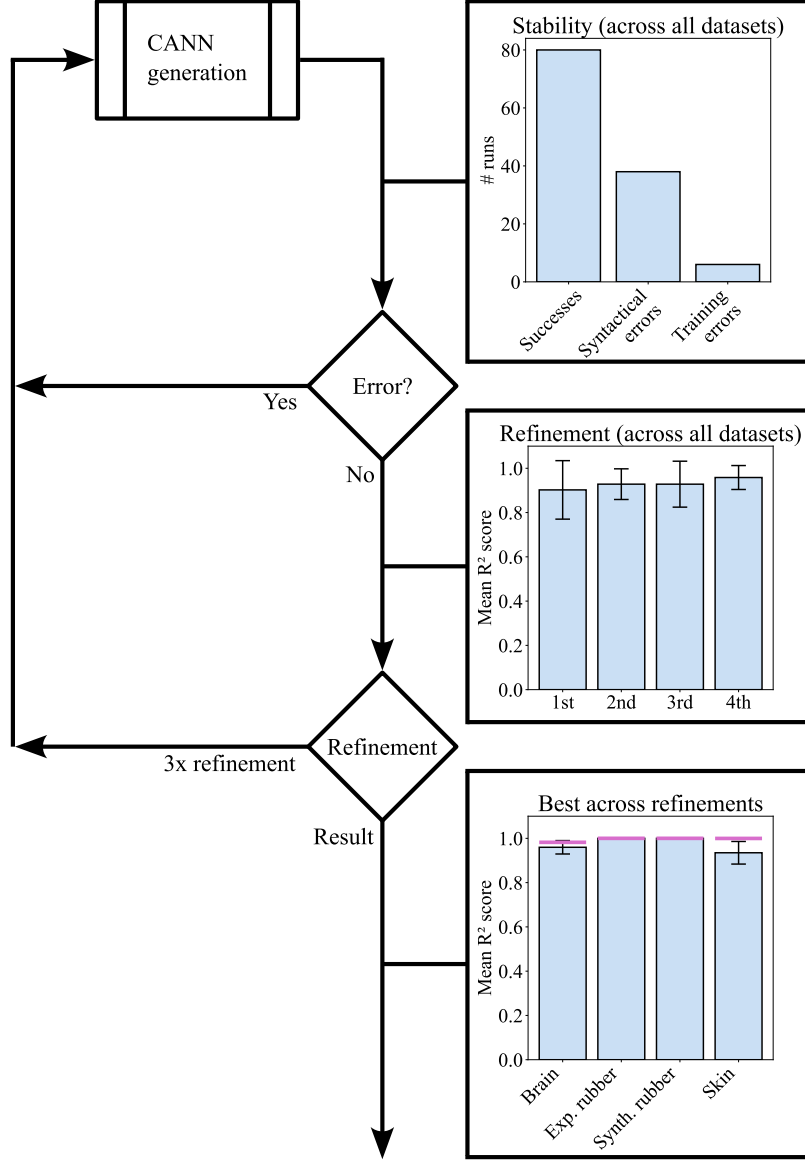 CANN
generation
Stability (across all datasets)
# runs
80
60
40
20
0
Successes
Syntactical
errors
Training
errors
Error?
Yes
No
Refinement (across all datasets)
Mean R² score
1.0
0.8
0.6
0.4
0.2
0.0
1st
2nd
3rd
4th
Refinement
3x refinement
Result
Best across refinements
Mean R² score
1.0
0.8
0.6
0.4
0.2
0.0
Brain
Exp. rubber
Synth. rubber
Skin